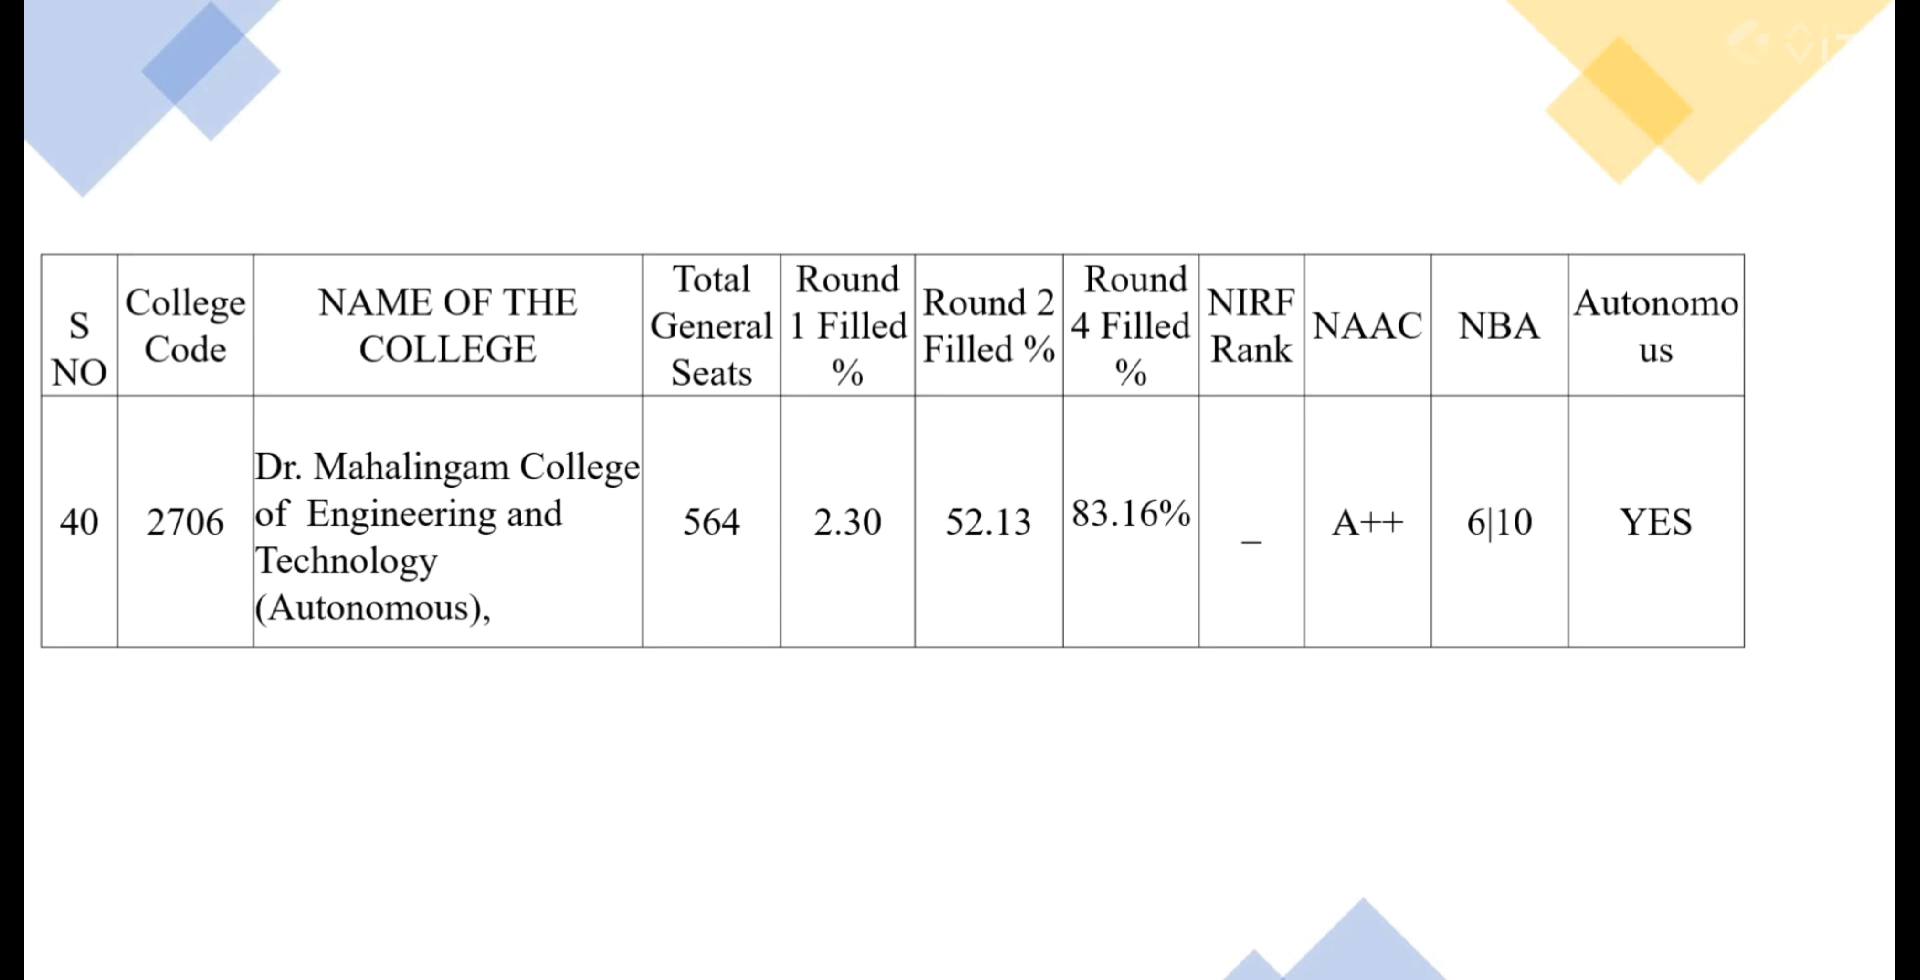 S NO
College Code
NAME OF THE COLLEGE
Total General Seats
Round 1 Filled %
Round 2 Filled %
Round 4 Filled %
NIRF Rank
NAAC
NBA
Autonomo us
40
2706
Dr. Mahalingam College
of Engineering and
Technology
(Autonomous),
564
2.30
52.13
83.16%
_
A++
6|10
YES